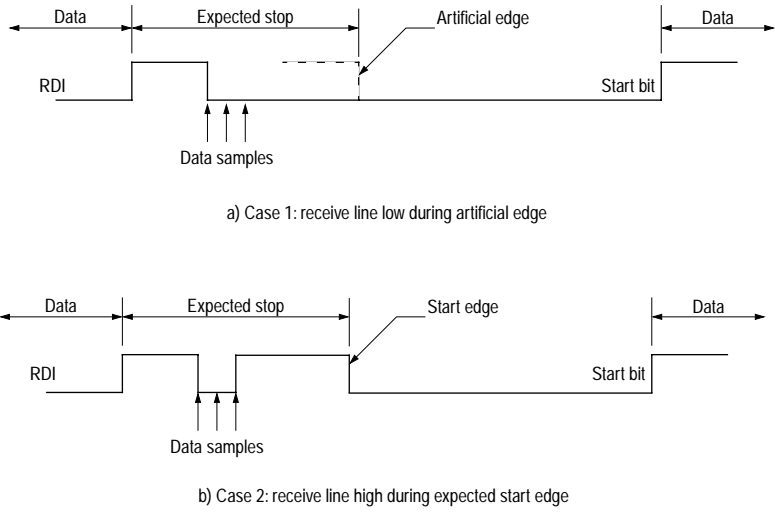 Data
Expected stop
Artificial edge
Data
RDI
Start bit
Data samples
a) Case 1: receive line low during artificial edge
Data
Expected stop
Start edge
Data
RDI
Start bit
Data samples
b) Case 2: receive line high during expected start edge